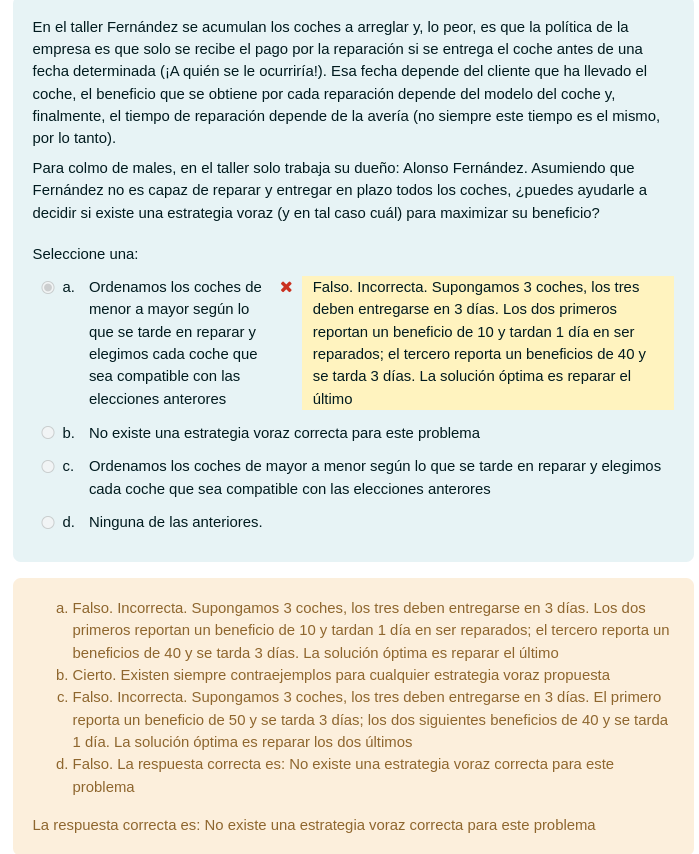 En el taller Fernández se acumulan los coches a arreglar y, lo peor, es que la política de la
empresa es que solo se recibe el pago por la reparación si se entrega el coche antes de una
fecha determinada (¡A quién se le ocurriría!). Esa fecha depende del cliente que ha llevado el
coche, el beneficio que se obtiene por cada reparación depende del modelo del coche y,
finalmente, el tiempo de reparación depende de la avería (no siempre este tiempo es el mismo,
por lo tanto).
Para colmo de males, en el taller solo trabaja su dueño: Alonso Fernández. Asumiendo que
Fernández no es capaz de reparar y entregar en plazo todos los coches, ¿puedes ayudarle a
decidir si existe una estrategia voraz (y en tal caso cuál) para maximizar su beneficio?
Seleccione una:
a. Ordenamos los coches de
menor a mayor según lo
que se tarde en reparar y
elegimos cada coche que
sea compatible con las
elecciones anterores
Falso. Incorrecta. Supongamos 3 coches, los tres
deben entregarse en 3 días. Los dos primeros
reportan un beneficio de 10 y tardan 1 día en ser
reparados; el tercero reporta un beneficios de 40 y
se tarda 3 días. La solución óptima es reparar el
último
b. No existe una estrategia voraz correcta para este problema
c. Ordenamos los coches de mayor a menor según lo que se tarde en reparar y elegimos
cada coche que sea compatible con las elecciones anterores
d. Ninguna de las anteriores.
a. Falso. Incorrecta. Supongamos 3 coches, los tres deben entregarse en 3 días. Los dos
primeros reportan un beneficio de 10 y tardan 1 día en ser reparados; el tercero reporta un
beneficios de 40 y se tarda 3 días. La solución óptima es reparar el último
b. Cierto. Existen siempre contraejemplos para cualquier estrategia voraz propuesta
c. Falso. Incorrecta. Supongamos 3 coches, los tres deben entregarse en 3 días. El primero
reporta un beneficio de 50 y se tarda 3 días; los dos siguientes beneficios de 40 y se tarda
1 día. La solución óptima es reparar los dos últimos
d. Falso. La respuesta correcta es: No existe una estrategia voraz correcta para este
problema
La respuesta correcta es: No existe una estrategia voraz correcta para este problema